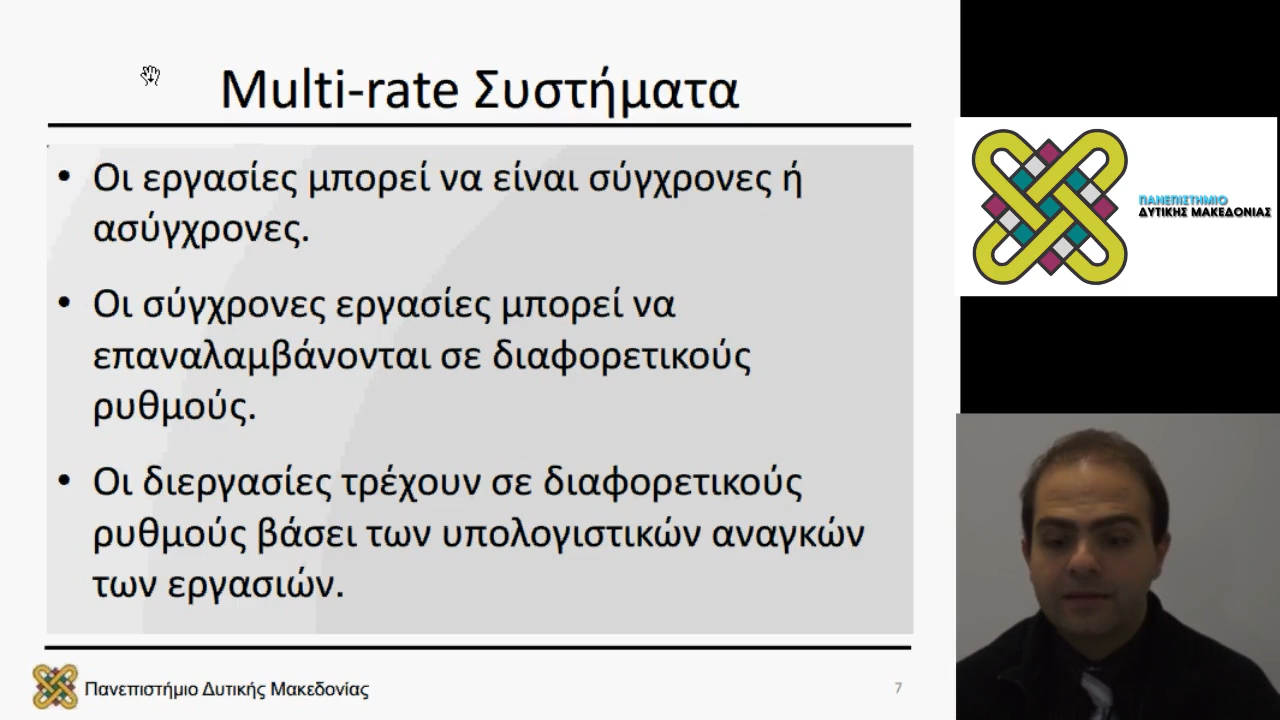 Multi-rate Συστήματα
• Οι εργασίες μπορεί να είναι σύγχρονες ή
ασύγχρονες.
• Οι σύγχρονες εργασίες μπορεί να
επαναλαμβάνονται σε διαφορετικούς
ρυθμούς.
• Οι διεργασίες τρέχουν σε διαφορετικούς
ρυθμούς βάσει των υπολογιστικών αναγκών
των εργασιών.
Πανεπιστήμιο Δυτικής Μακεδονίας
7
ΠΑΝΕΠΙΣΤΗΜΙΟ
ΔΥΤΙΚΗΣ ΜΑΚΕΔΟΝΙΑΣ